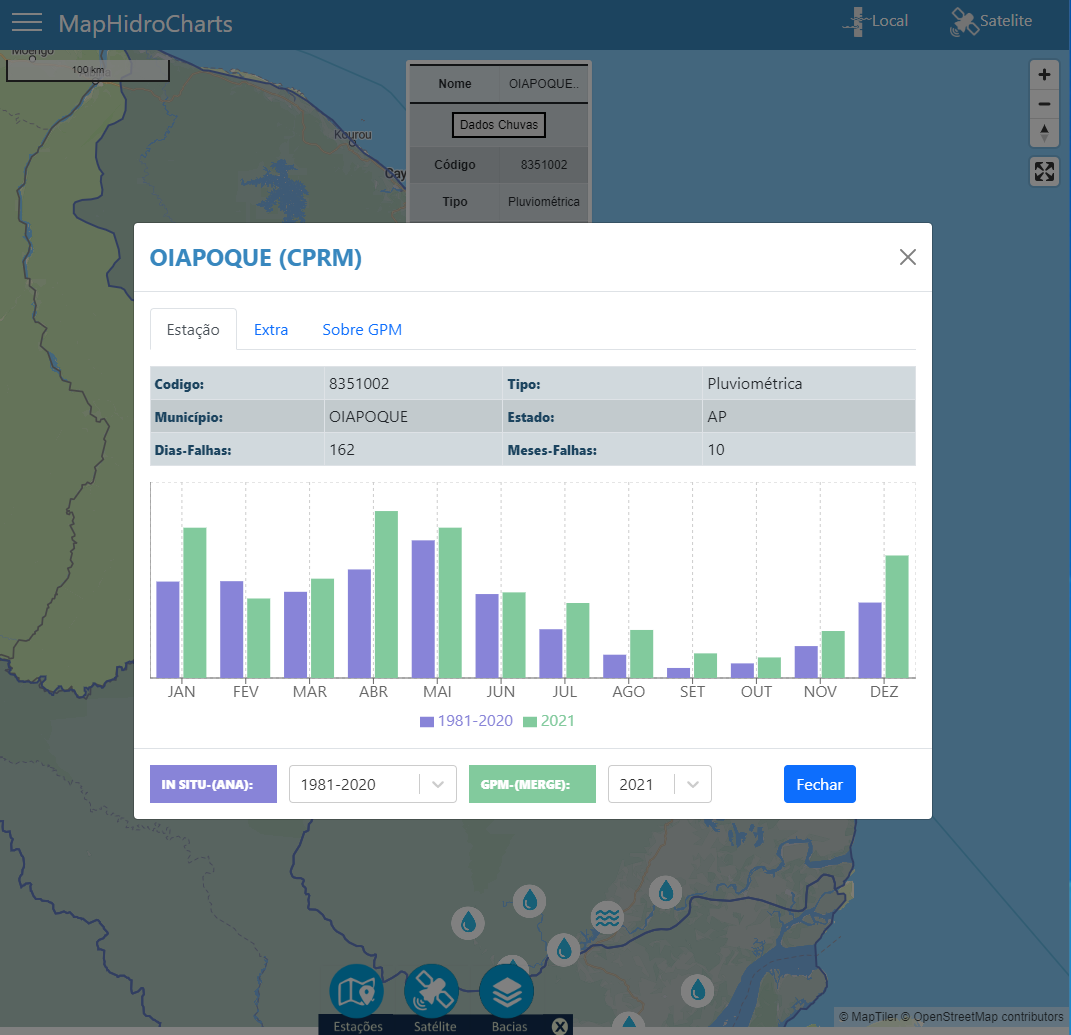 MapHidroCharts
Local
Satelite
100 km
Kourou
Cay
Nome OIAPOQUE..
Dados Chuvas
Código 8351002
Tipo Pluviométrica
OIAPOQUE (CPRM)
Estação Extra Sobre GPM
Codigo: 8351002 Tipo: Pluviométrica
Município: OIAPOQUE Estado: AP
Dias-Falhas: 162 Meses-Falhas: 10
JAN FEV MAR ABR MAI JUN JUL AGO SET OUT NOV DEZ
1981-2020 2021
IN SITU-(ANA): 1981-2020 GPM-(MERGE): 2021 Fechar
© MapTiler © OpenStreetMap contributors
Estações Satélite Bacias